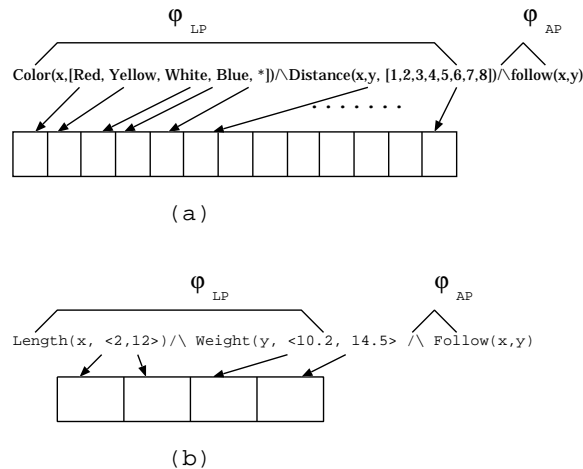 φ LP φ AP
Color(x,[Red, Yellow, White, Blue, *])/\Distance(x,y, [1,2,3,4,5,6,7,8])/\follow(x,y)
. . . . . . .
(a)
φ LP φ AP
Length(x, <2,12>)/\ Weight(y, <10.2, 14.5> /\ Follow(x,y)
(b)